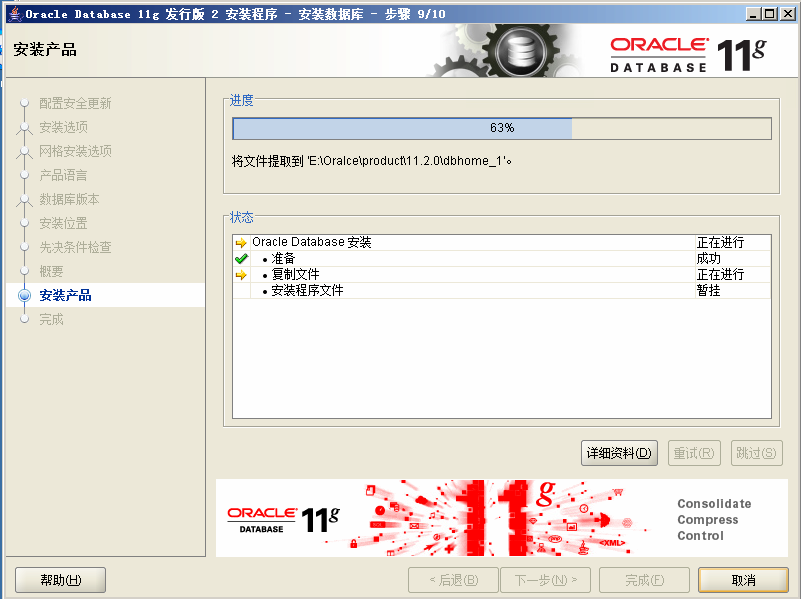 Oracle Database 11g 发行版 2 安装程序 - 安装数据库 - 步骤 9/10
安装产品
ORACLE DATABASE 11g
配置安全更新
安装选项
网格安装选项
产品语言
数据库版本
安装位置
先决条件检查
概要
安装产品
完成
进度
63%
将文件提取到 'E:\Oralce\product\11.2.0\dbhome_1'。
状态
Oracle Database 安装 正在进行
• 准备 成功
• 复制文件 正在进行
• 安装程序文件 暂挂
详细资料(D) 重试(R) 跳过(S)
ORACLE DATABASE 11g
11g
<XML>
Consolidate
Compress
Control
帮助(H) < 后退(B) 下一步(N) > 完成(F) 取消